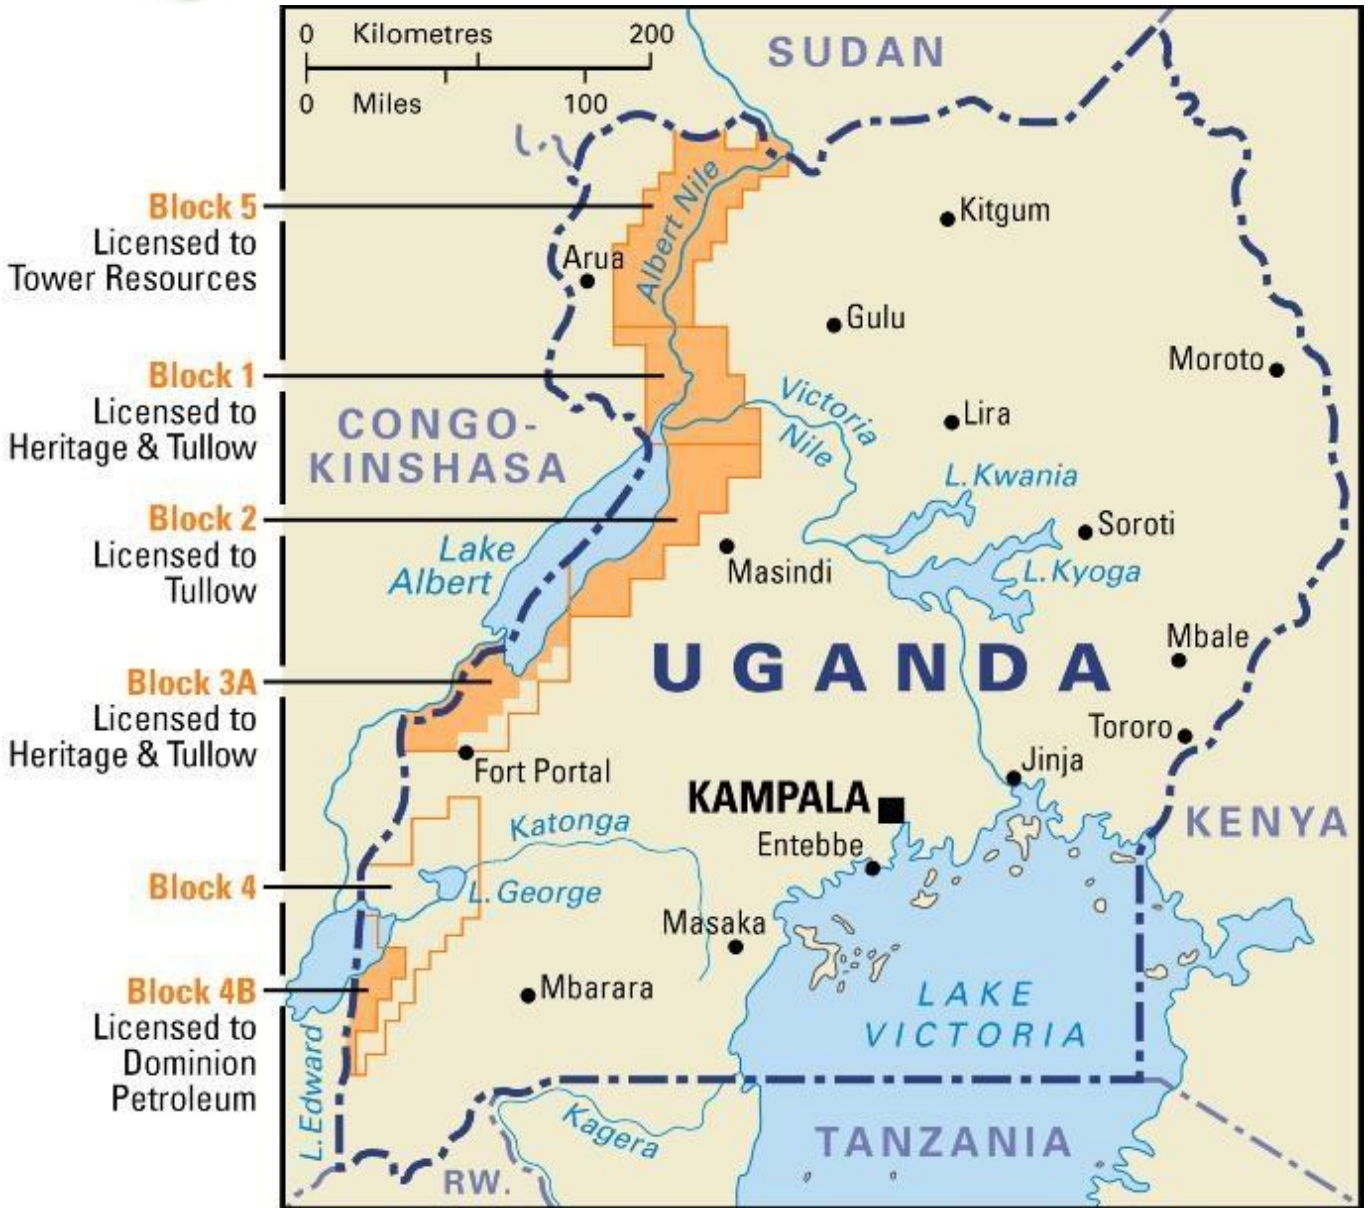 0 Kilometres 200
0 Miles 100
SUDAN
Block 5
Licensed to
Tower Resources
Albert Nile
Kitgum
Arua
Gulu
Block 1
Licensed to
Heritage & Tullow
Moroto
CONGO-
KINSHASA
Victoria
Nile
Lira
L. Kwania
Block 2
Licensed to
Tullow
Lake
Albert
Masindi
Soroti
L. Kyoga
UGANDA
Mbale
Block 3A
Licensed to
Heritage & Tullow
Fort Portal
Tororo
Jinja
KAMPALA
Entebbe
KENYA
Katonga
Block 4
L. George
Masaka
Block 4B
Licensed to
Dominion
Petroleum
Mbarara
LAKE
VICTORIA
L. Edward
Kagera
TANZANIA
RW.